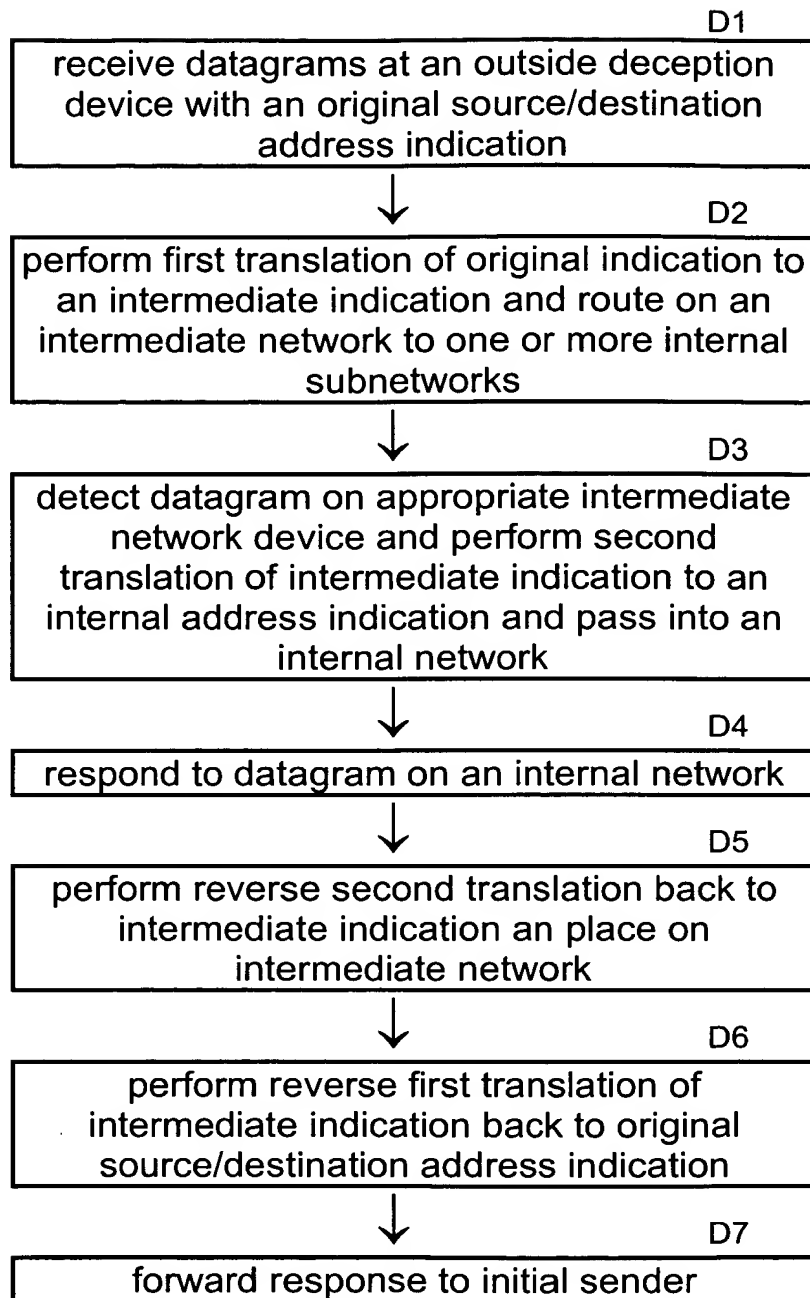 D1
receive datagrams at an outside deception
device with an original source/destination
address indication
D2
perform first translation of original indication to
an intermediate indication and route on an
intermediate network to one or more internal
subnetworks
D3
detect datagram on appropriate intermediate
network device and perform second
translation of intermediate indication to an
internal address indication and pass into an
internal network
D4
respond to datagram on an internal network
D5
perform reverse second translation back to
intermediate indication an place on
intermediate network
D6
perform reverse first translation of
intermediate indication back to original
source/destination address indication
D7
forward response to initial sender